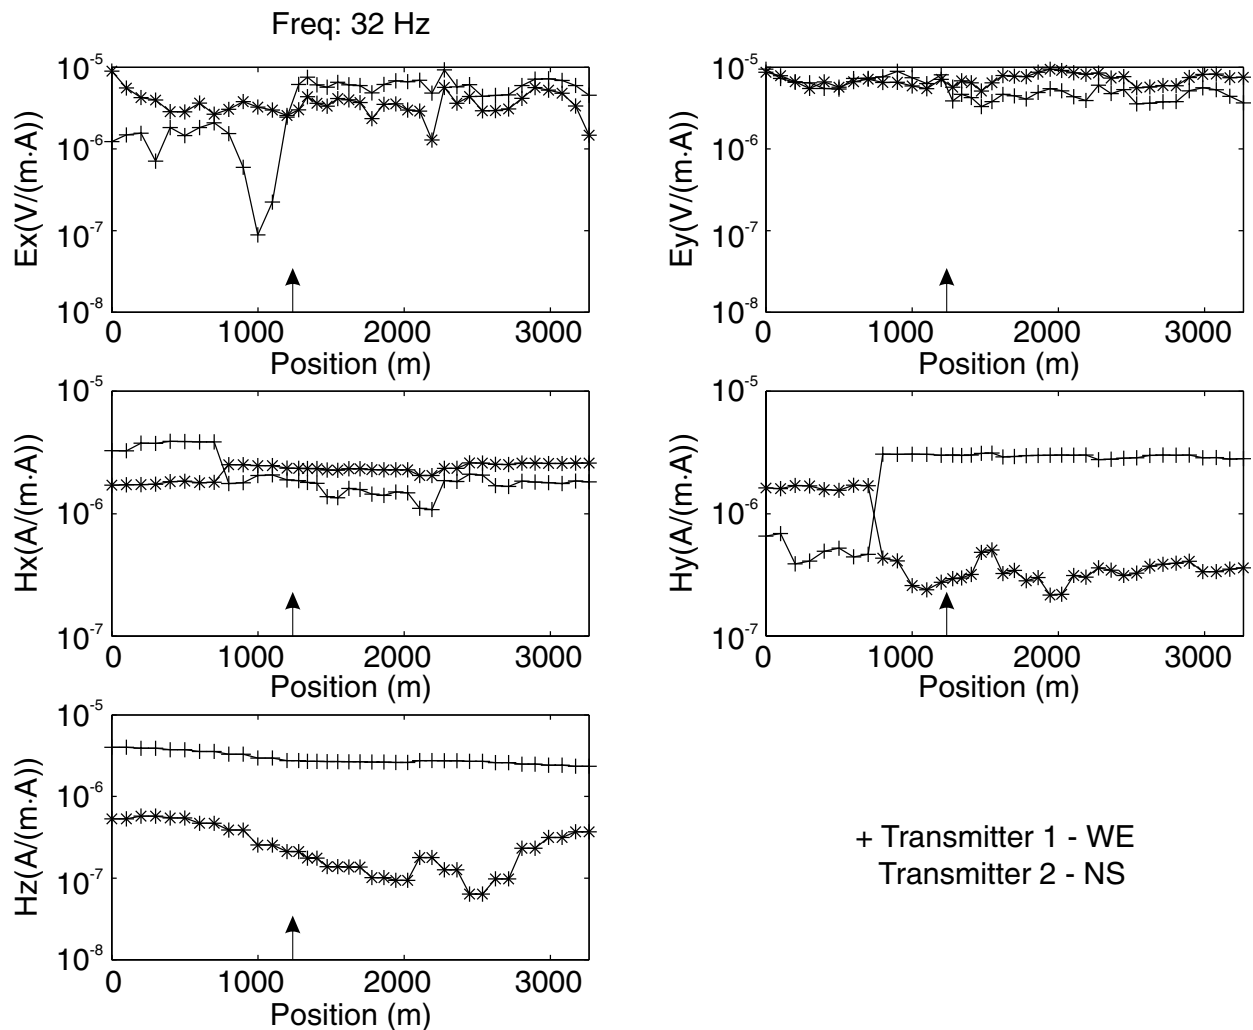 Freq: 32 Hz
10-5
10-6
10-7
10-8
Ex(V/(m·A))
0
1000
2000
3000
Position (m)
10-5
10-6
10-7
10-8
Ey(V/(m·A))
0
1000
2000
3000
Position (m)
10-5
10-6
10-7
Hx(A/(m·A))
0
1000
2000
3000
Position (m)
10-5
10-6
10-7
Hy(A/(m·A))
0
1000
2000
3000
Position (m)
10-5
10-6
10-7
10-8
Hz(A/(m·A))
0
1000
2000
3000
Position (m)
+ Transmitter 1 - WE
Transmitter 2 - NS